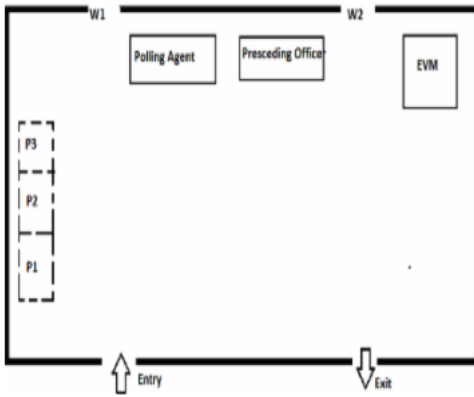 W1
W2
Polling Agent
Presceding Officer
EVM
P3
P2
P1
Entry
Exit